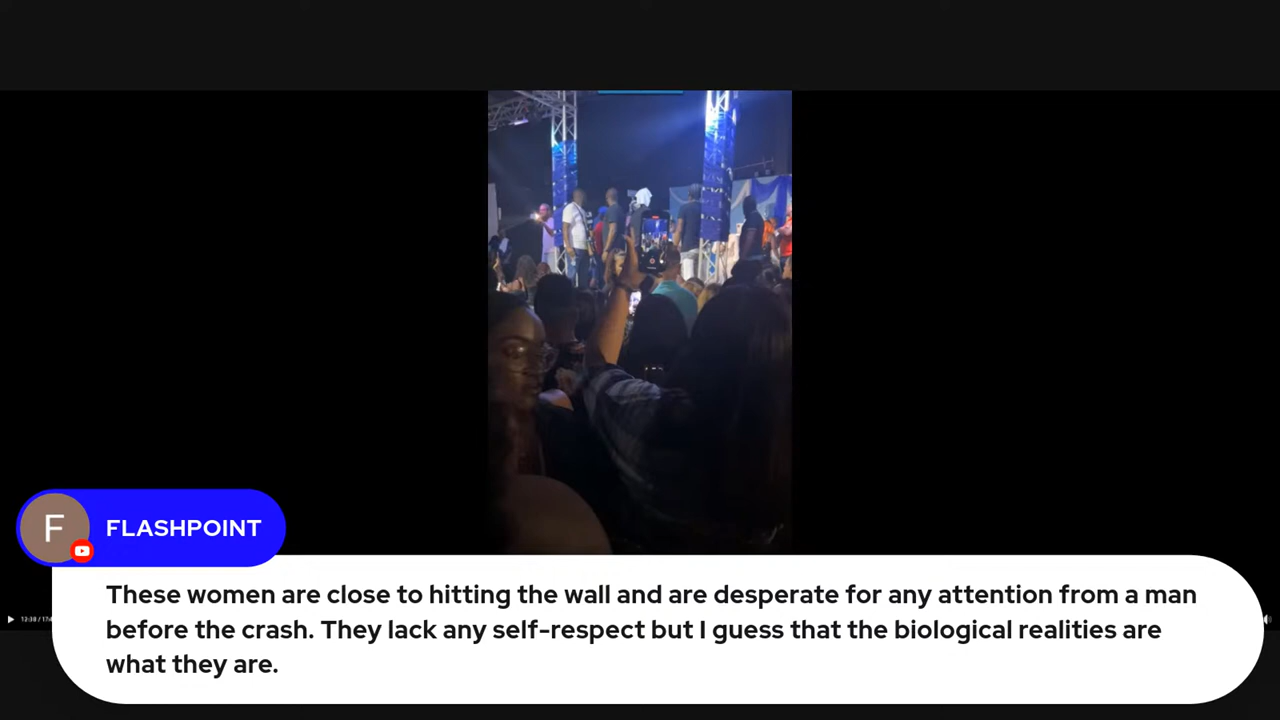 F FLASHPOINT
These women are close to hitting the wall and are desperate for any attention from a man
before the crash. They lack any self-respect but I guess that the biological realities are
what they are.